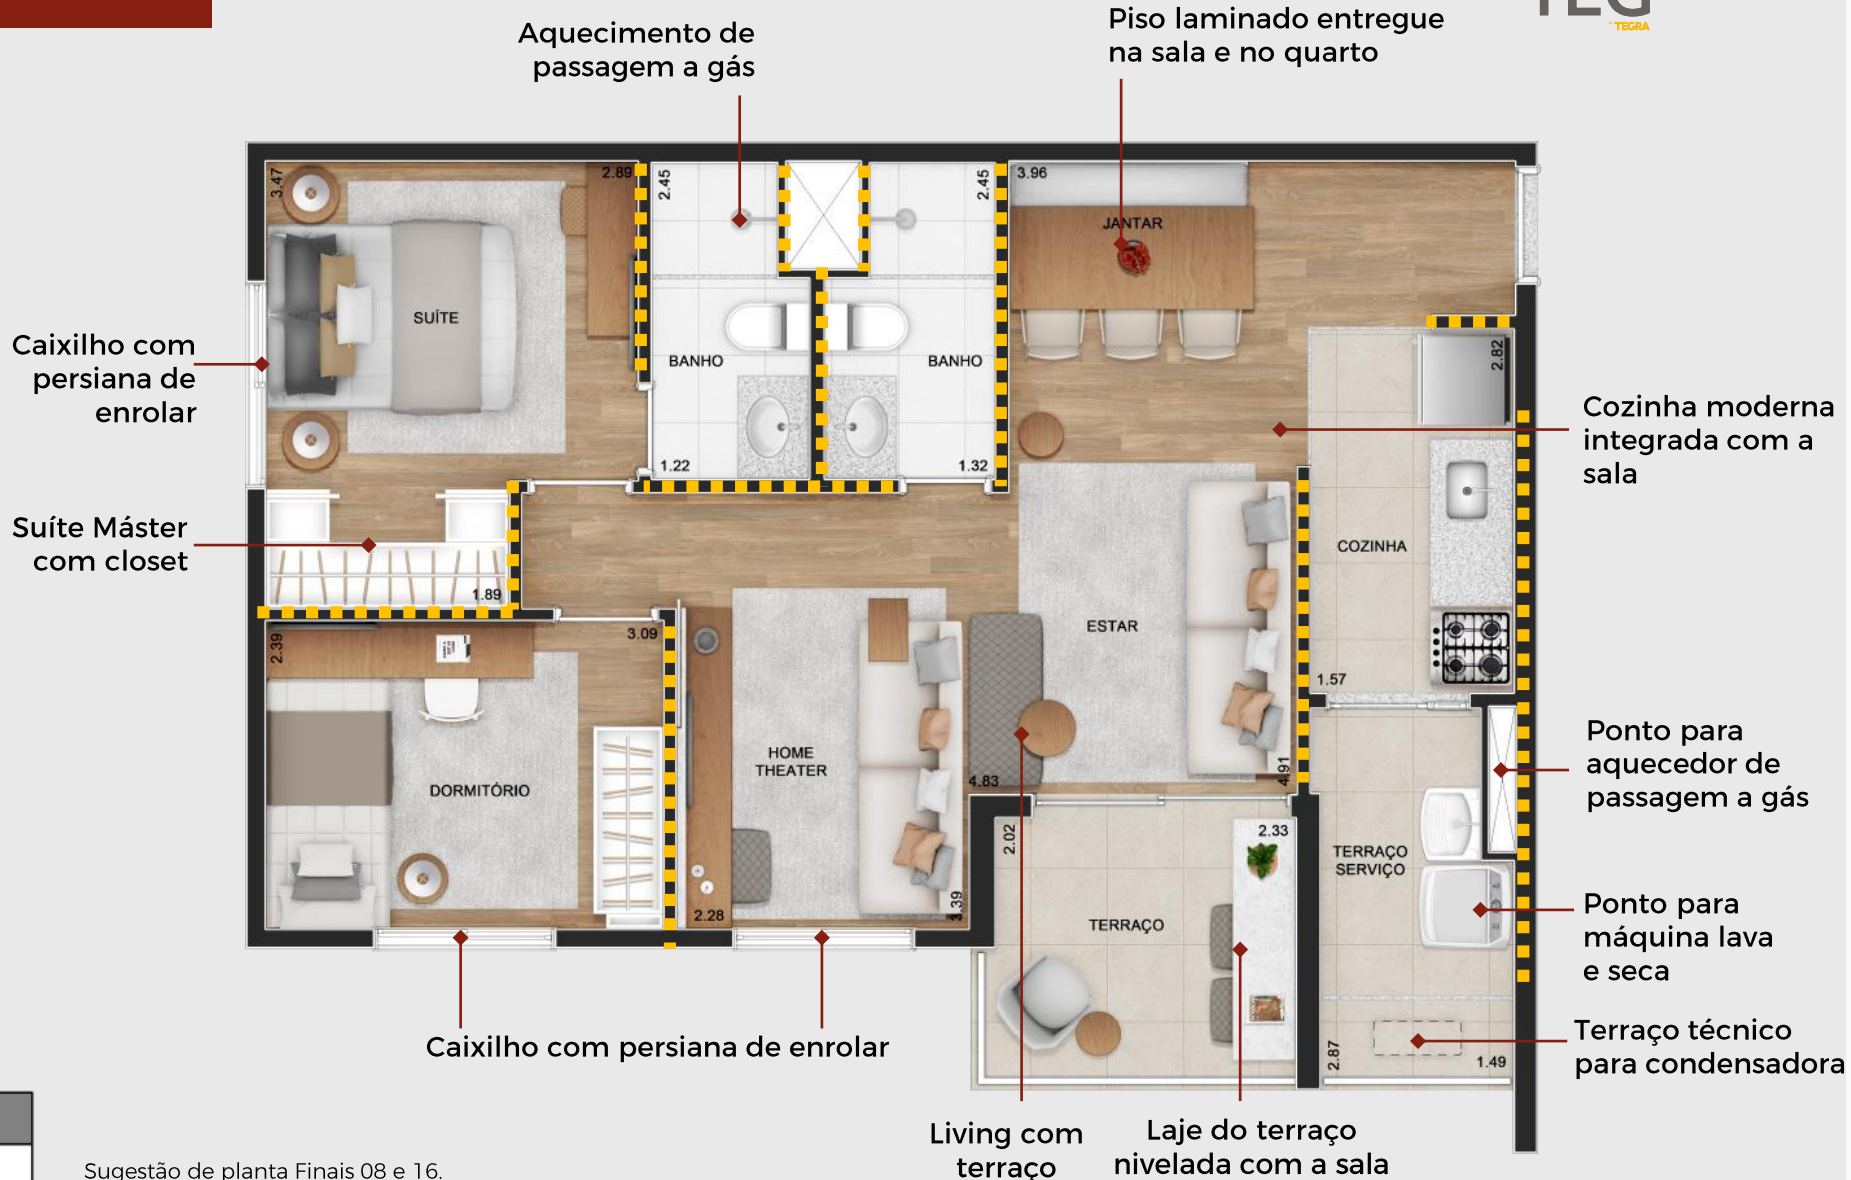 TEG
TEGRA
Aquecimento de
passagem a gás
Piso laminado entregue
na sala e no quarto
3.47
2.89
2.45
2.45
3.96
JANTAR
SUÍTE
BANHO
BANHO
2.82
Caixilho com
persiana de
enrolar
Cozinha moderna
integrada com a
sala
1.22
1.32
Suíte Máster
com closet
COZINHA
1.89
2.39
3.09
ESTAR
1.57
HOME
THEATER
DORMITÓRIO
4.83
4.91
Ponto para
aquecedor de
passagem a gás
2.02
2.33
TERRAÇO
SERVIÇO
2.28
3.39
TERRAÇO
Ponto para
máquina lava
e seca
Caixilho com persiana de enrolar
2.87
1.49
Terraço técnico
para condensadora
Living com
terraço
Laje do terraço
nivelada com a sala
Sugestão de planta Finais 08 e 16.